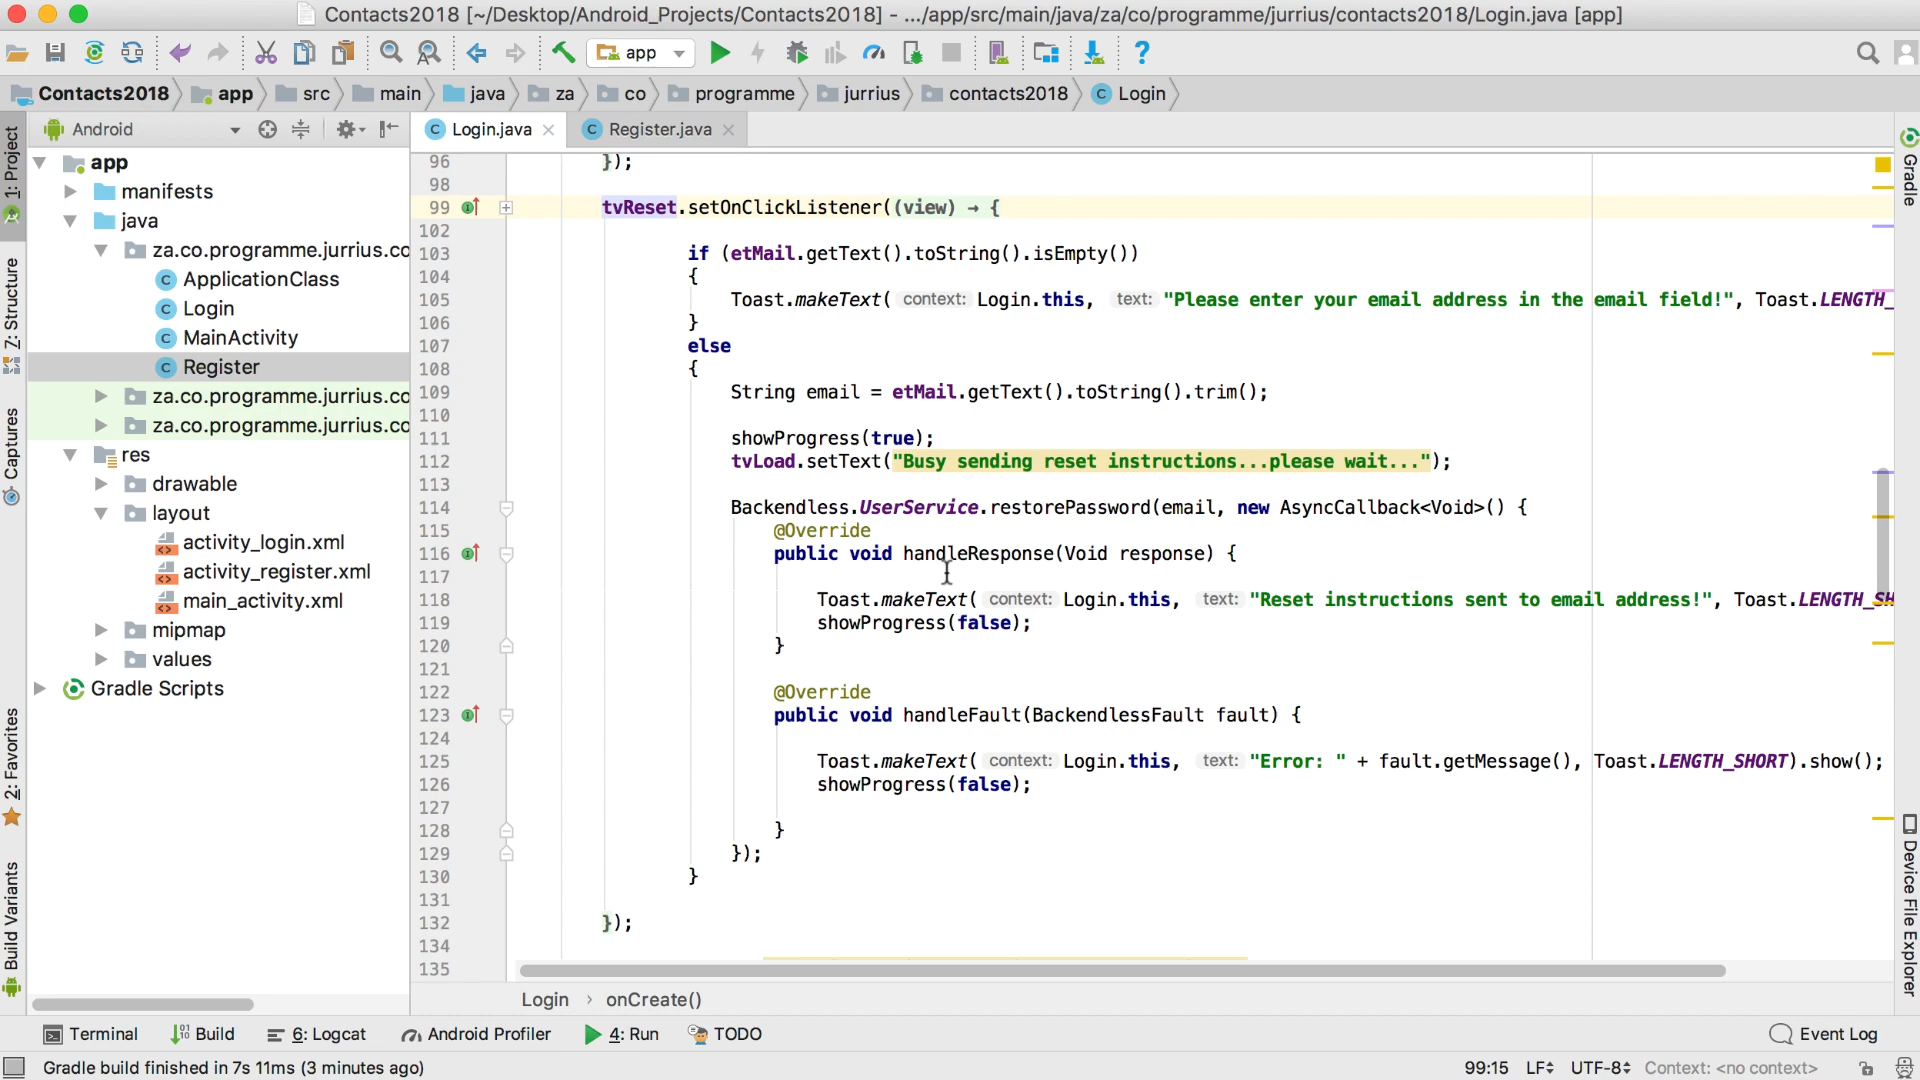 Contacts2018 [~/Desktop/Android_Projects/Contacts2018] - .../app/src/main/java/za/co/programme/jurrius/contacts2018/Login.java [app]
app
Contacts2018 app src main java za co programme jurrius contacts2018 C Login
Android
C Login.java C Register.java
1: Project
7: Structure
Captures
2: Favorites
Build Variants
app
manifests
java
za.co.programme.jurrius.co
C ApplicationClass
C Login
C MainActivity
C Register
za.co.programme.jurrius.co
za.co.programme.jurrius.co
res
drawable
layout
activity_login.xml
activity_register.xml
main_activity.xml
mipmap
values
Gradle Scripts
96 });
98
99 tvReset.setOnClickListener((view) → {
102
103 if (etMail.getText().toString().isEmpty())
104 {
105 Toast.makeText( context: Login.this, text: "Please enter your email address in the email field!", Toast.LENGTH_
106 }
107 else
108 {
109 String email = etMail.getText().toString().trim();
110
111 showProgress(true);
112 tvLoad.setText("Busy sending reset instructions...please wait...");
113
114 Backendless.UserService.restorePassword(email, new AsyncCallback<Void>() {
115 @Override
116 public void handleResponse(Void response) {
117
118 Toast.makeText( context: Login.this, text: "Reset instructions sent to email address!", Toast.LENGTH_SH
119 showProgress(false);
120 }
121
122 @Override
123 public void handleFault(BackendlessFault fault) {
124
125 Toast.makeText( context: Login.this, text: "Error: " + fault.getMessage(), Toast.LENGTH_SHORT).show();
126 showProgress(false);
127
128 }
129 });
130 }
131
132 });
134
135
Login › onCreate()
Gradle
Device File Explorer
Terminal Build 6: Logcat Android Profiler 4: Run TODO Event Log
Gradle build finished in 7s 11ms (3 minutes ago) 99:15 LF UTF-8 Context: <no context>